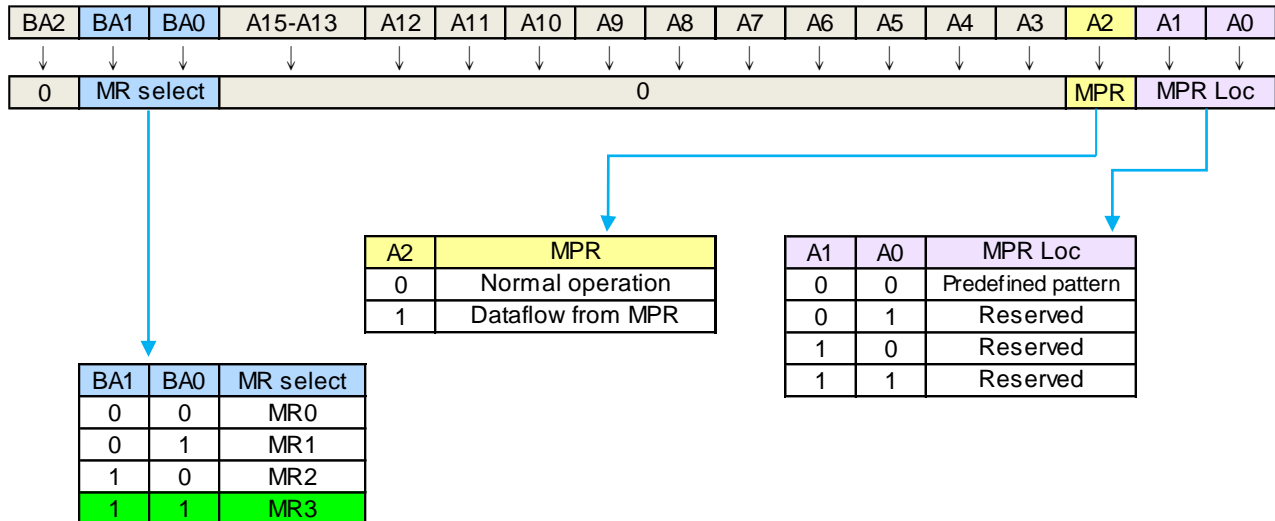 BA2 BA1 BA0 A15-A13 A12 A11 A10 A9 A8 A7 A6 A5 A4 A3 A2 A1 A0
0 MR select 0 MPR MPR Loc
A2 MPR
0 Normal operation
1 Dataflow from MPR
A1 A0 MPR Loc
0 0 Predefined pattern
0 1 Reserved
1 0 Reserved
1 1 Reserved
BA1 BA0 MR select
0 0 MR0
0 1 MR1
1 0 MR2
1 1 MR3